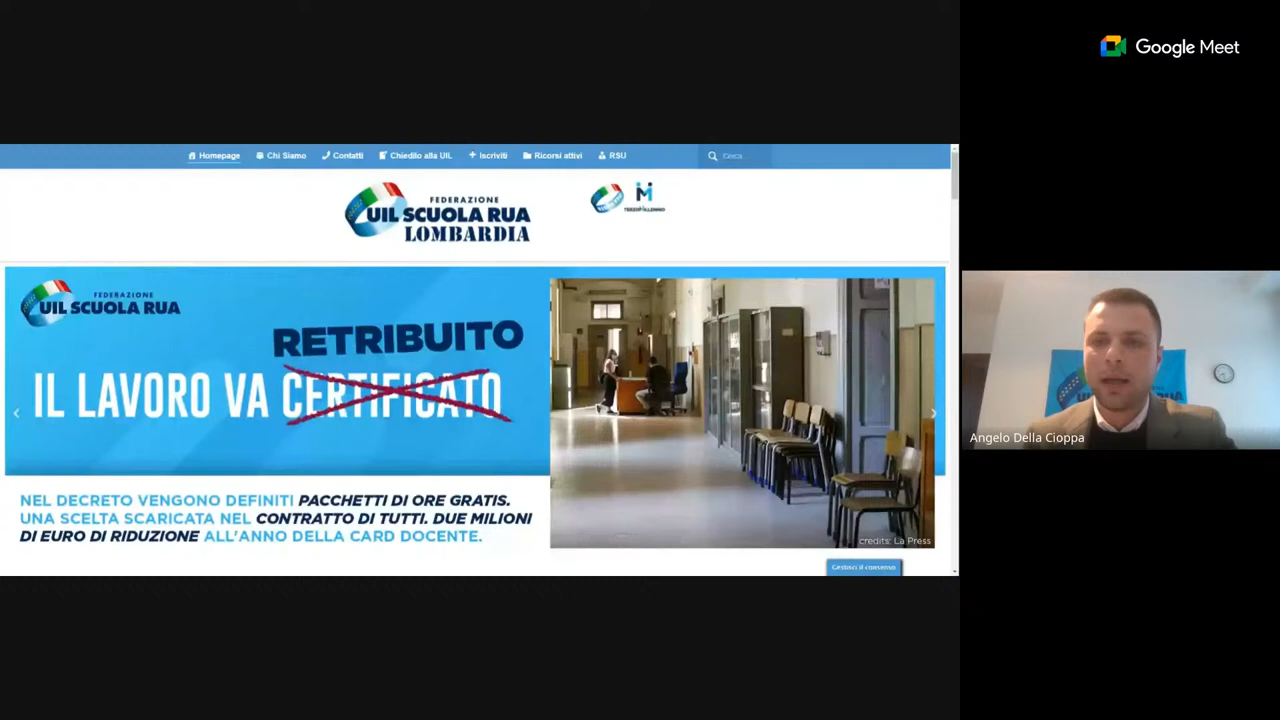 Google Meet
Homepage Chi Siamo Contatti Chiedilo alla UIL Iscriviti Ricorsi attivi RSU Cerca...
FEDERAZIONE
UIL SCUOLA RUA
LOMBARDIA
TERZO MILLENNIO
FEDERAZIONE
UIL SCUOLA RUA
RETRIBUITO
IL LAVORO VA CERTIFICATO
NEL DECRETO VENGONO DEFINITI PACCHETTI DI ORE GRATIS.
UNA SCELTA SCARICATA NEL CONTRATTO DI TUTTI. DUE MILIONI
DI EURO DI RIDUZIONE ALL'ANNO DELLA CARD DOCENTE.
credits: La Press
Gestisci il consenso
Angelo Della Cioppa